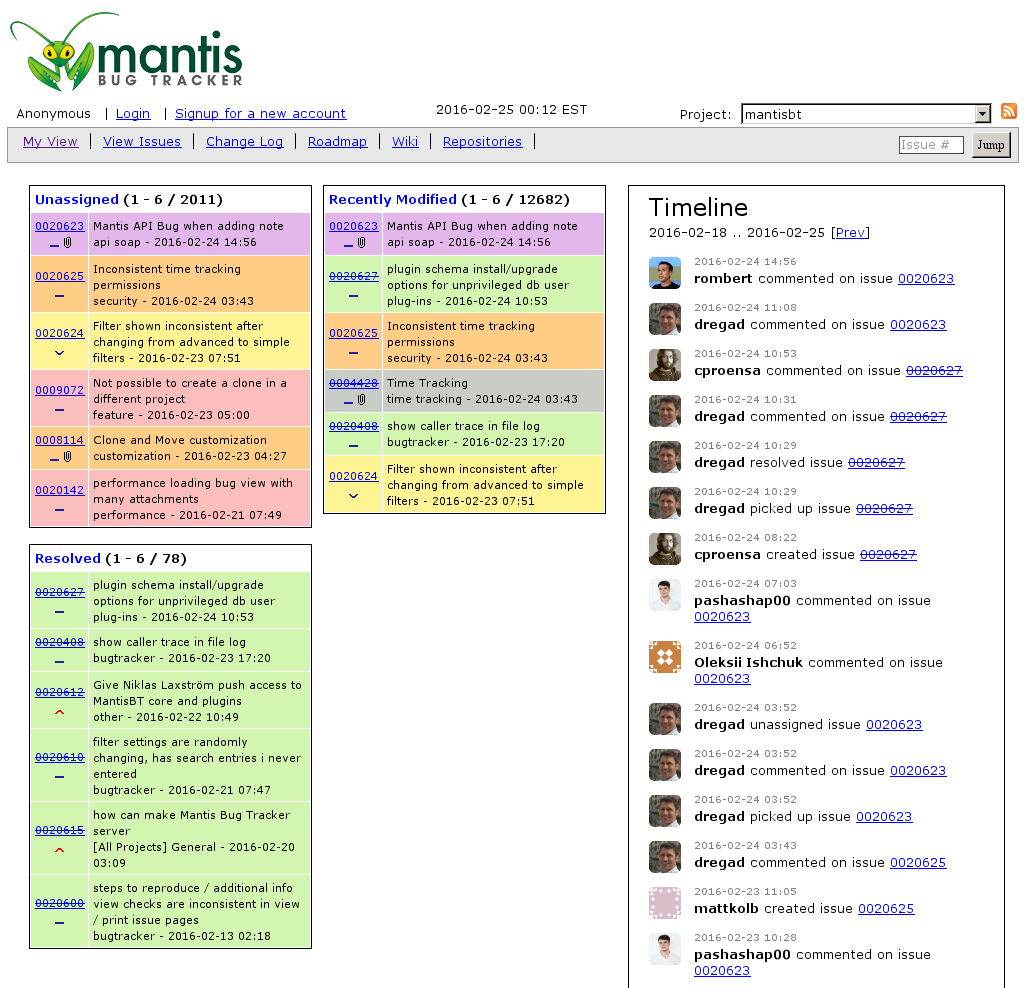 mantis
BUG TRACKER
Anonymous | Login | Signup for a new account
2016-02-25 00:12 EST
Project: mantisbt
My View | View Issues | Change Log | Roadmap | Wiki | Repositories |
Issue # Jump
Unassigned (1 - 6 / 2011)
0020623
Mantis API Bug when adding note
api soap - 2016-02-24 14:56
0020625
Inconsistent time tracking
permissions
security - 2016-02-24 03:43
0020624
Filter shown inconsistent after
changing from advanced to simple
filters - 2016-02-23 07:51
0009072
Not possible to create a clone in a
different project
feature - 2016-02-23 05:00
0008114
Clone and Move customization
customization - 2016-02-23 04:27
0020142
performance loading bug view with
many attachments
performance - 2016-02-21 07:49
Resolved (1 - 6 / 78)
0020627
plugin schema install/upgrade
options for unprivileged db user
plug-ins - 2016-02-24 10:53
0020408
show caller trace in file log
bugtracker - 2016-02-23 17:20
0020612
Give Niklas Laxström push access to
MantisBT core and plugins
other - 2016-02-22 10:49
0020610
filter settings are randomly
changing, has search entries i never
entered
bugtracker - 2016-02-21 07:47
0020615
how can make Mantis Bug Tracker
server
[All Projects] General - 2016-02-20
03:09
0020600
steps to reproduce / additional info
view checks are inconsistent in view
/ print issue pages
bugtracker - 2016-02-13 02:18
Recently Modified (1 - 6 / 12682)
0020623
Mantis API Bug when adding note
api soap - 2016-02-24 14:56
0020627
plugin schema install/upgrade
options for unprivileged db user
plug-ins - 2016-02-24 10:53
0020625
Inconsistent time tracking
permissions
security - 2016-02-24 03:43
0004428
Time Tracking
time tracking - 2016-02-24 03:43
0020408
show caller trace in file log
bugtracker - 2016-02-23 17:20
0020624
Filter shown inconsistent after
changing from advanced to simple
filters - 2016-02-23 07:51
Timeline
2016-02-18 .. 2016-02-25 [Prev]
2016-02-24 14:56
rombert commented on issue 0020623
2016-02-24 11:08
dregad commented on issue 0020623
2016-02-24 10:53
cproensa commented on issue 0020627
2016-02-24 10:31
dregad commented on issue 0020627
2016-02-24 10:29
dregad resolved issue 0020627
2016-02-24 10:29
dregad picked up issue 0020627
2016-02-24 08:22
cproensa created issue 0020627
2016-02-24 07:03
pashashap00 commented on issue
0020623
2016-02-24 06:52
Oleksii Ishchuk commented on issue
0020623
2016-02-24 03:52
dregad unassigned issue 0020623
2016-02-24 03:52
dregad commented on issue 0020623
2016-02-24 03:52
dregad picked up issue 0020623
2016-02-24 03:43
dregad commented on issue 0020625
2016-02-23 11:05
mattkolb created issue 0020625
2016-02-23 10:28
pashashap00 commented on issue
0020623